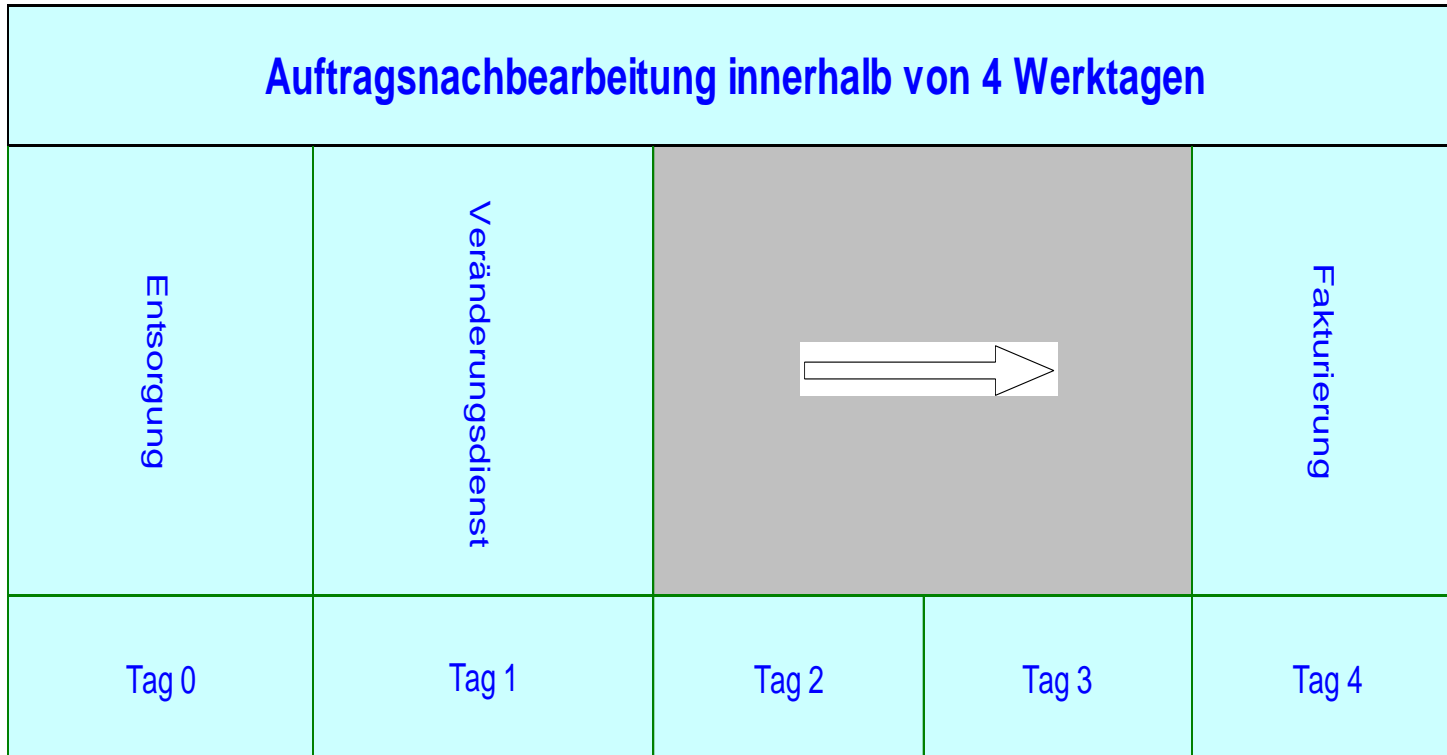 Auftragsnachbearbeitung innerhalb von 4 Werktagen
Entsorgung
Veränderungsdienst
Fakturierung
Tag 0
Tag 1
Tag 2
Tag 3
Tag 4